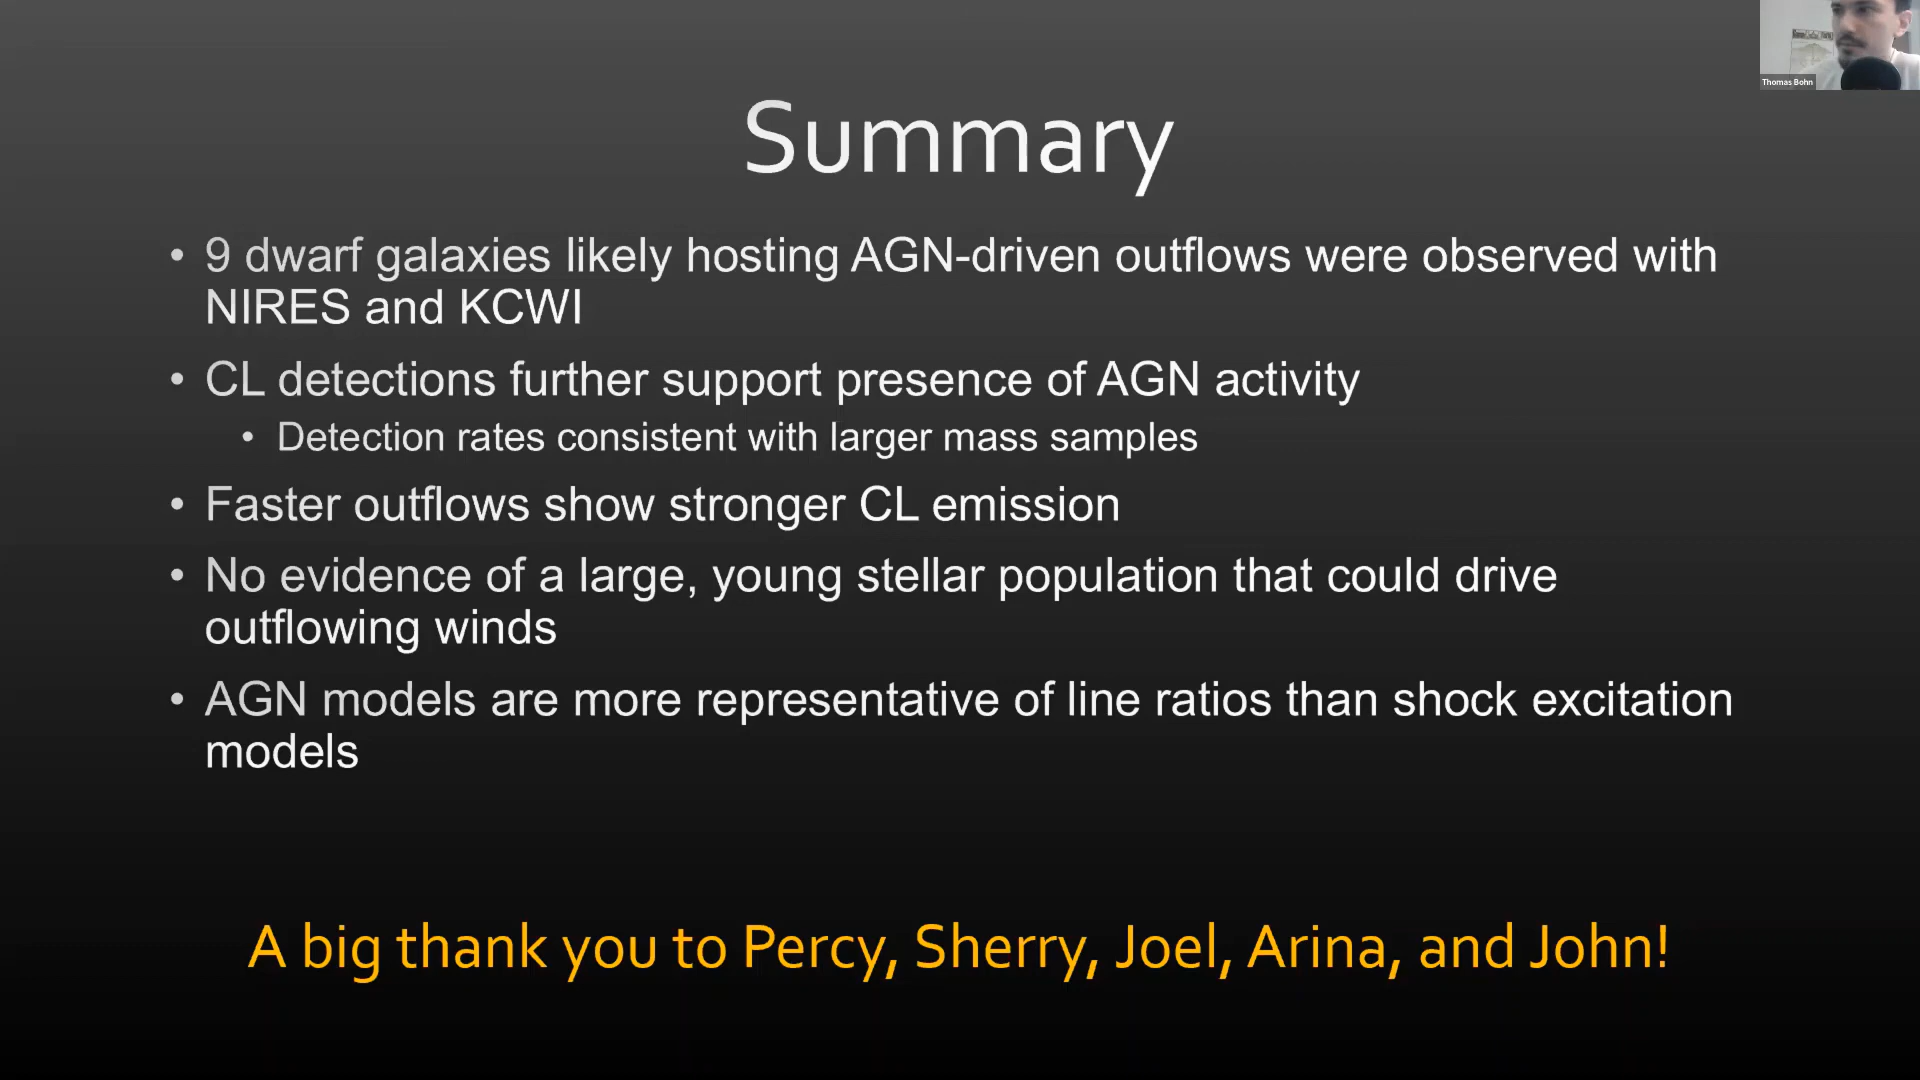 Thomas Bohn
Summary
• 9 dwarf galaxies likely hosting AGN-driven outflows were observed with
NIRES and KCWI
• CL detections further support presence of AGN activity
• Detection rates consistent with larger mass samples
• Faster outflows show stronger CL emission
• No evidence of a large, young stellar population that could drive
outflowing winds
• AGN models are more representative of line ratios than shock excitation
models
A big thank you to Percy, Sherry, Joel, Arina, and John!